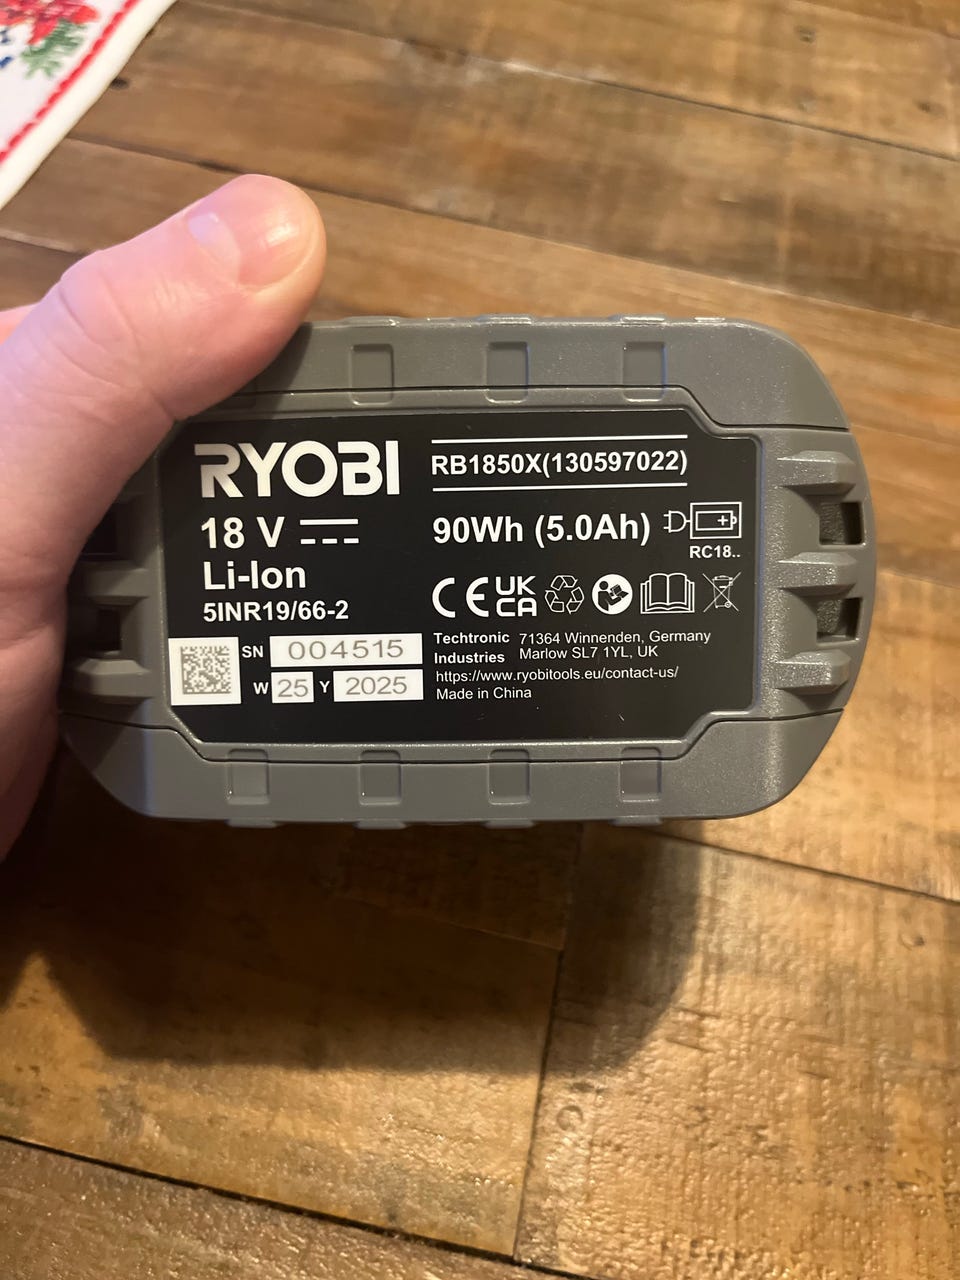 RYOBI
RB1850X(130597022)
18 V
90Wh (5.0Ah)
RC18..
Li-Ion
5INR19/66-2
CE UK CA
SN 004515
W 25 Y 2025
Techtronic Industries
71364 Winnenden, Germany
Marlow SL7 1YL, UK
https://www.ryobitools.eu/contact-us/
Made in China